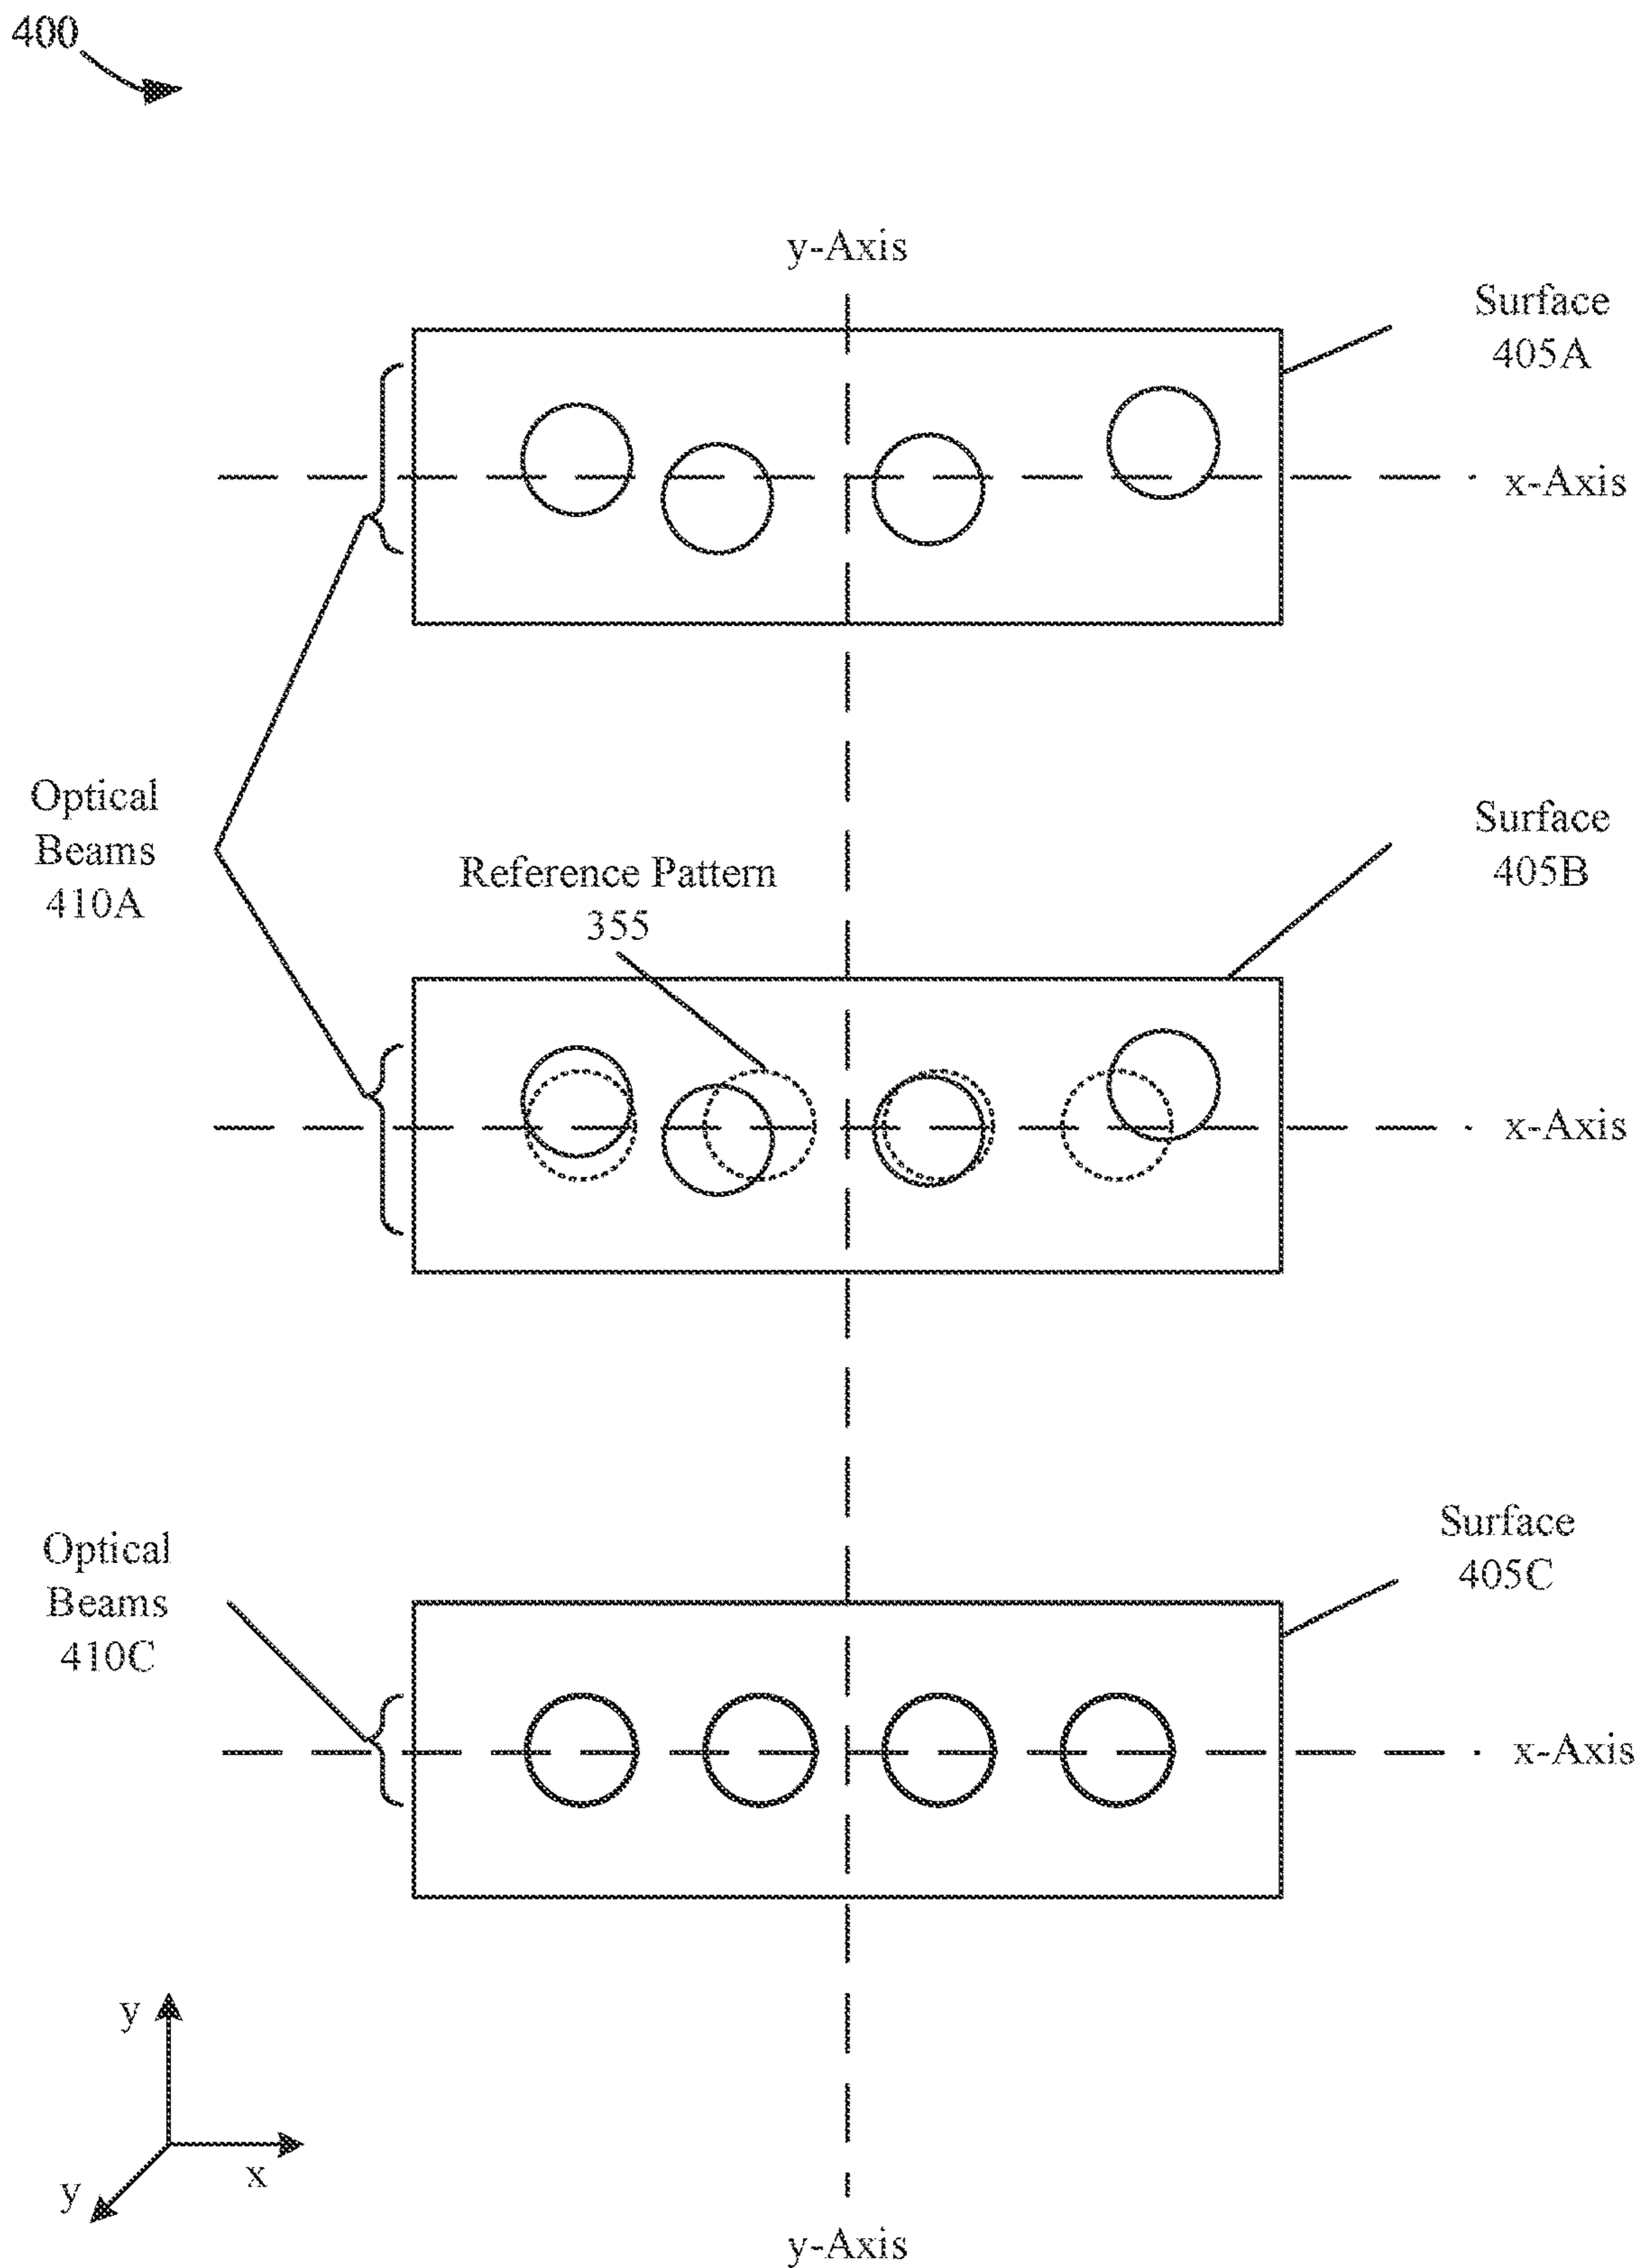 400
y-Axis
Surface
405A
x-Axis
Optical
Beams
410A
Reference Pattern
355
Surface
405B
x-Axis
Optical
Beams
410C
Surface
405C
x-Axis
y
x
y
y-Axis